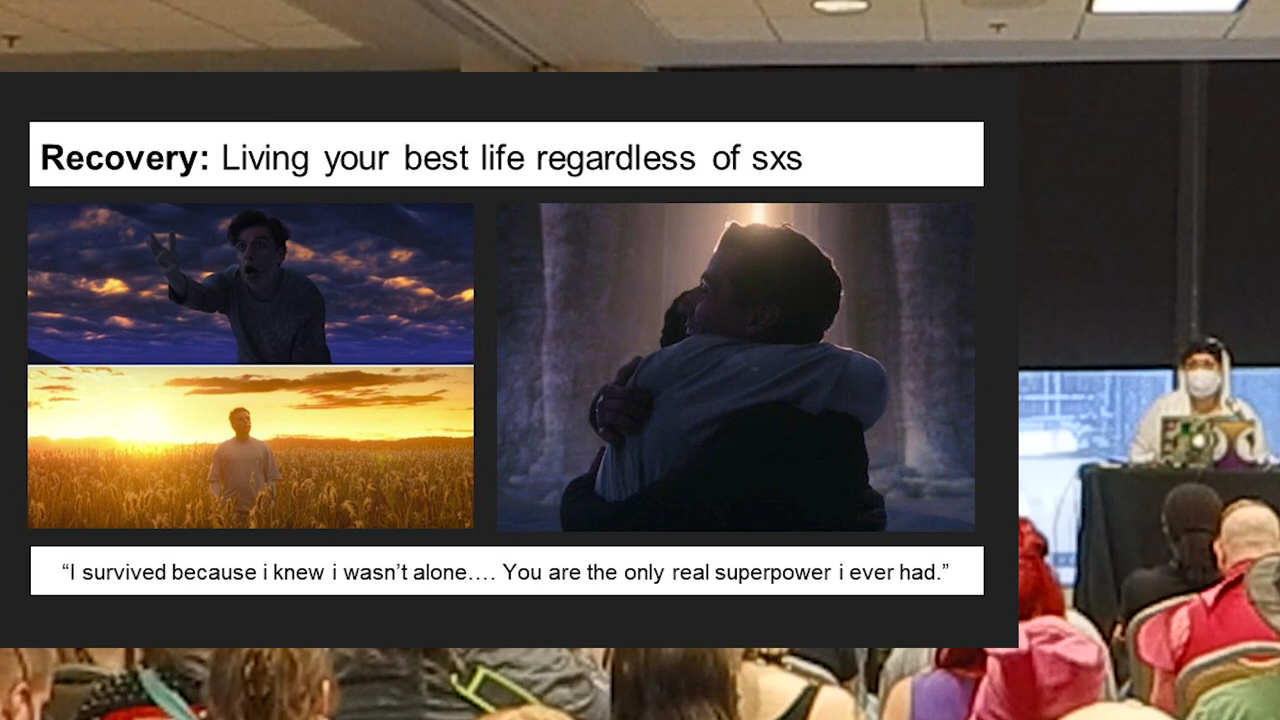 Recovery: Living your best life regardless of sxs
“I survived because i knew i wasn’t alone…. You are the only real superpower i ever had.”